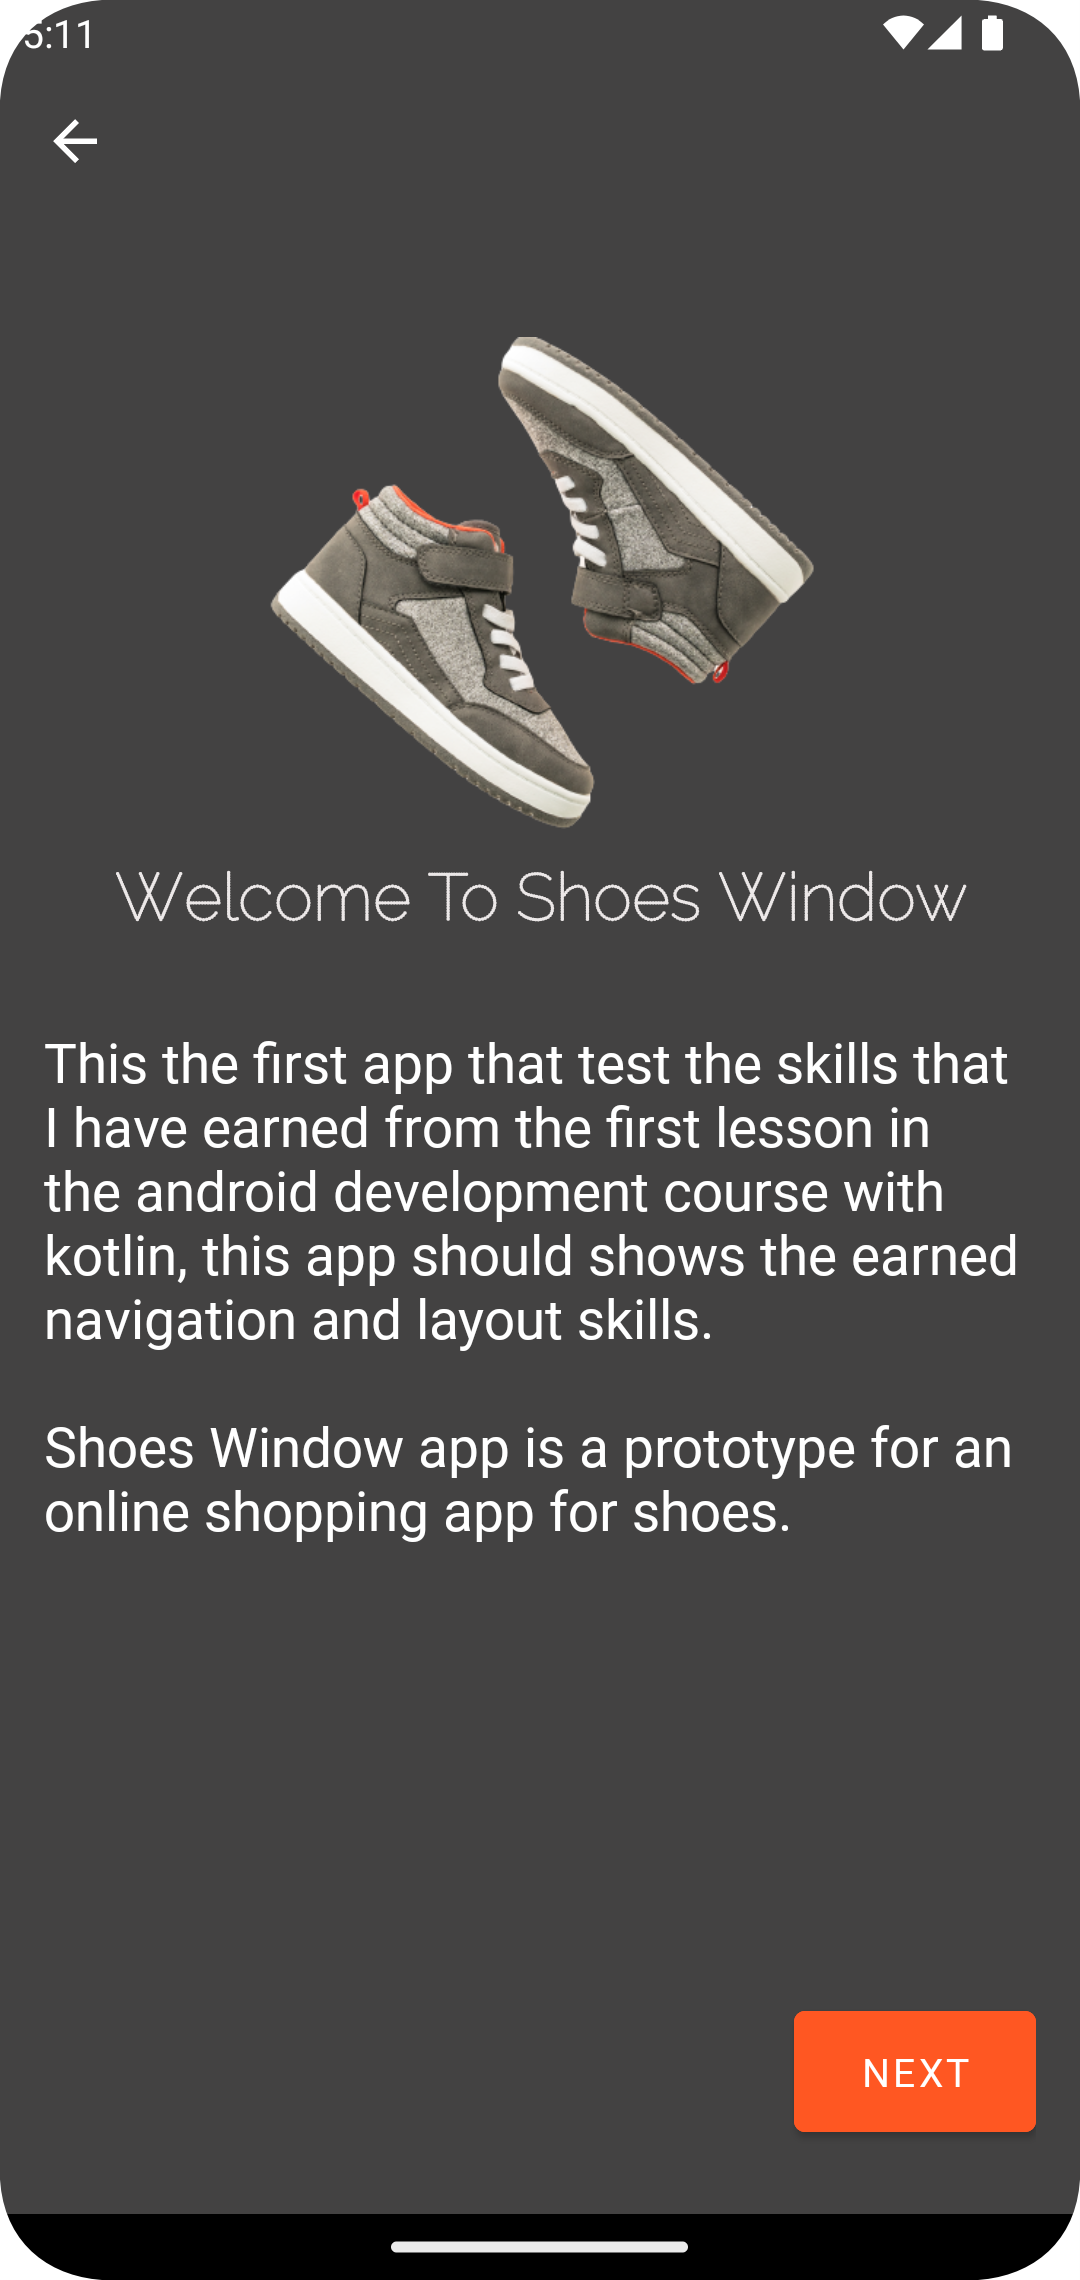 5:11
Welcome To Shoes Window
This the first app that test the skills that
I have earned from the first lesson in
the android development course with
kotlin, this app should shows the earned
navigation and layout skills.
Shoes Window app is a prototype for an
online shopping app for shoes.
NEXT